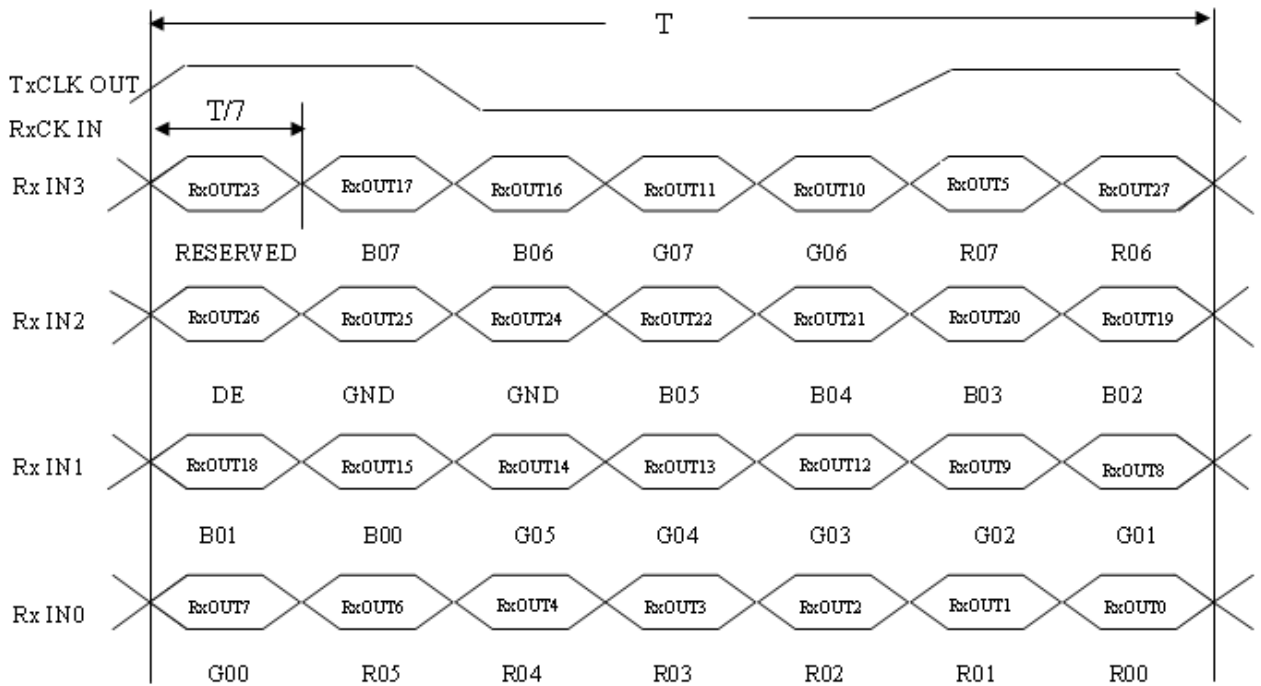 T
TxCLK OUT
T/7
RxCK IN
Rx IN3 RxOUT23 RxOUT17 RxOUT16 RxOUT11 RxOUT10 RxOUT5 RxOUT27
RESERVED B07 B06 G07 G06 R07 R06
Rx IN2 RxOUT26 RxOUT25 RxOUT24 RxOUT22 RxOUT21 RxOUT20 RxOUT19
DE GND GND B05 B04 B03 B02
Rx IN1 RxOUT18 RxOUT15 RxOUT14 RxOUT13 RxOUT12 RxOUT9 RxOUT8
B01 B00 G05 G04 G03 G02 G01
Rx IN0 RxOUT7 RxOUT6 RxOUT4 RxOUT3 RxOUT2 RxOUT1 RxOUT0
G00 R05 R04 R03 R02 R01 R00